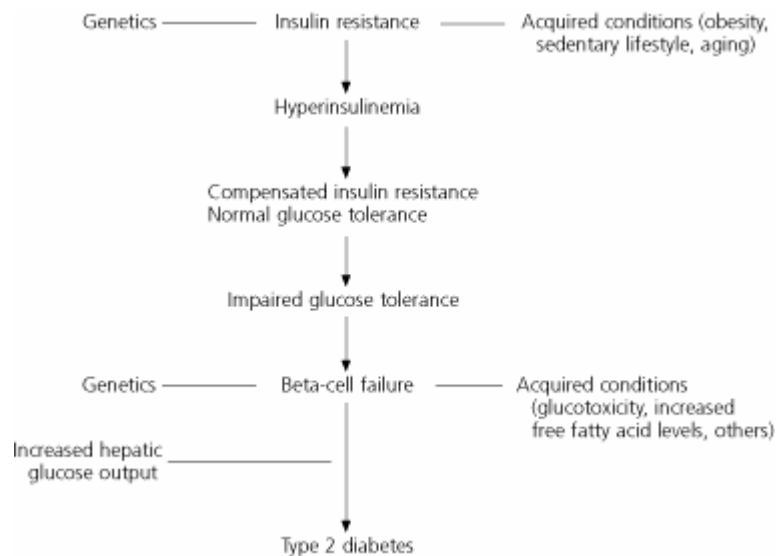 Genetics
Insulin resistance
Acquired conditions (obesity,
sedentary lifestyle, aging)
Hyperinsulinemia
Compensated insulin resistance
Normal glucose tolerance
Impaired glucose tolerance
Genetics
Beta-cell failure
Acquired conditions
(glucotoxicity, increased
free fatty acid levels, others)
Increased hepatic
glucose output
Type 2 diabetes